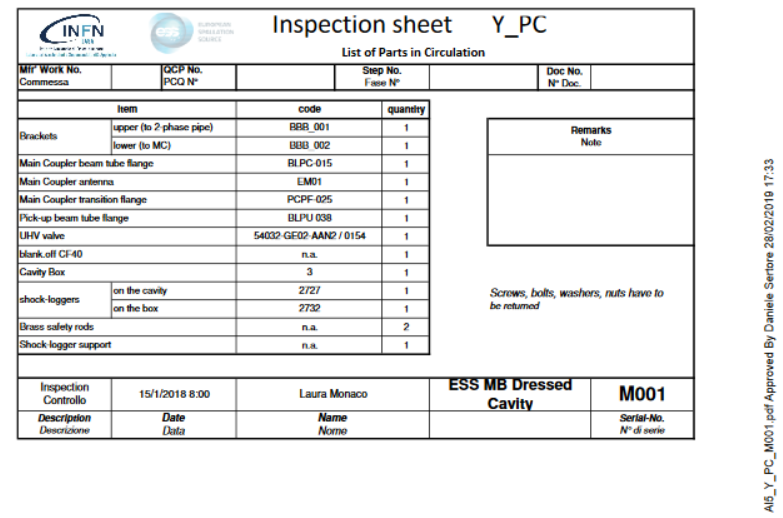 INFN
LASA
ess
EUROPEAN
SPALLATION
SOURCE
Inspection sheet Y_PC
List of Parts in Circulation
Mfr' Work No. QCP No. Step No. Doc No.
Commessa PCQ N° Fase N° N° Doc.
Item code quantity
Brackets
upper (to 2-phase pipe) BBB_001 1
lower (to MC) BBB_002 1
Main Coupler beam tube flange BLPC-015 1
Main Coupler antenna EM01 1
Main Coupler transition flange PCPF-025 1
Pick-up beam tube flange BLPU 038 1
UHV valve 54032-GE02-AAN2 / 0154 1
blank.off CF40 n.a. 1
Cavity Box 3 1
shock-loggers
on the cavity 2727 1
on the box 2732 1
Brass safety rods n.a. 2
Shock-logger support n.a. 1
Remarks
Note
Screws, bolts, washers, nuts have to
be returned
Inspection
Controllo
15/1/2018 8:00
Laura Monaco
ESS MB Dressed
Cavity
M001
Description Date Name Serial-No.
Descrizione Data Nome N° di serie
AI5_Y_PC_M001.pdf Approved By Daniele Sertore 28/02/2019 17:33